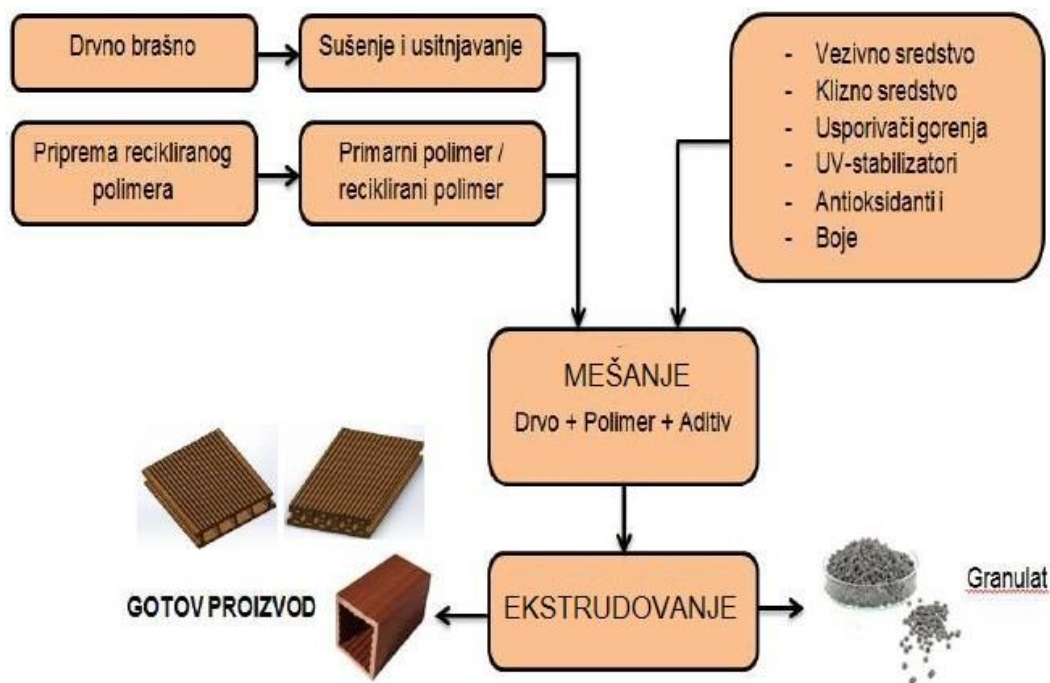 Drvno brašno
Sušenje i usitnjavanje
Priprema recikliranog
polimera
Primarni polimer /
reciklirani polimer
- Vezivno sredstvo
- Klizno sredstvo
- Usporivači gorenja
- UV-stabilizatori
- Antioksidanti i
- Boje
MEŠANJE
Drvo + Polimer + Aditiv
GOTOV PROIZVOD
EKSTRUDOVANJE
Granulat